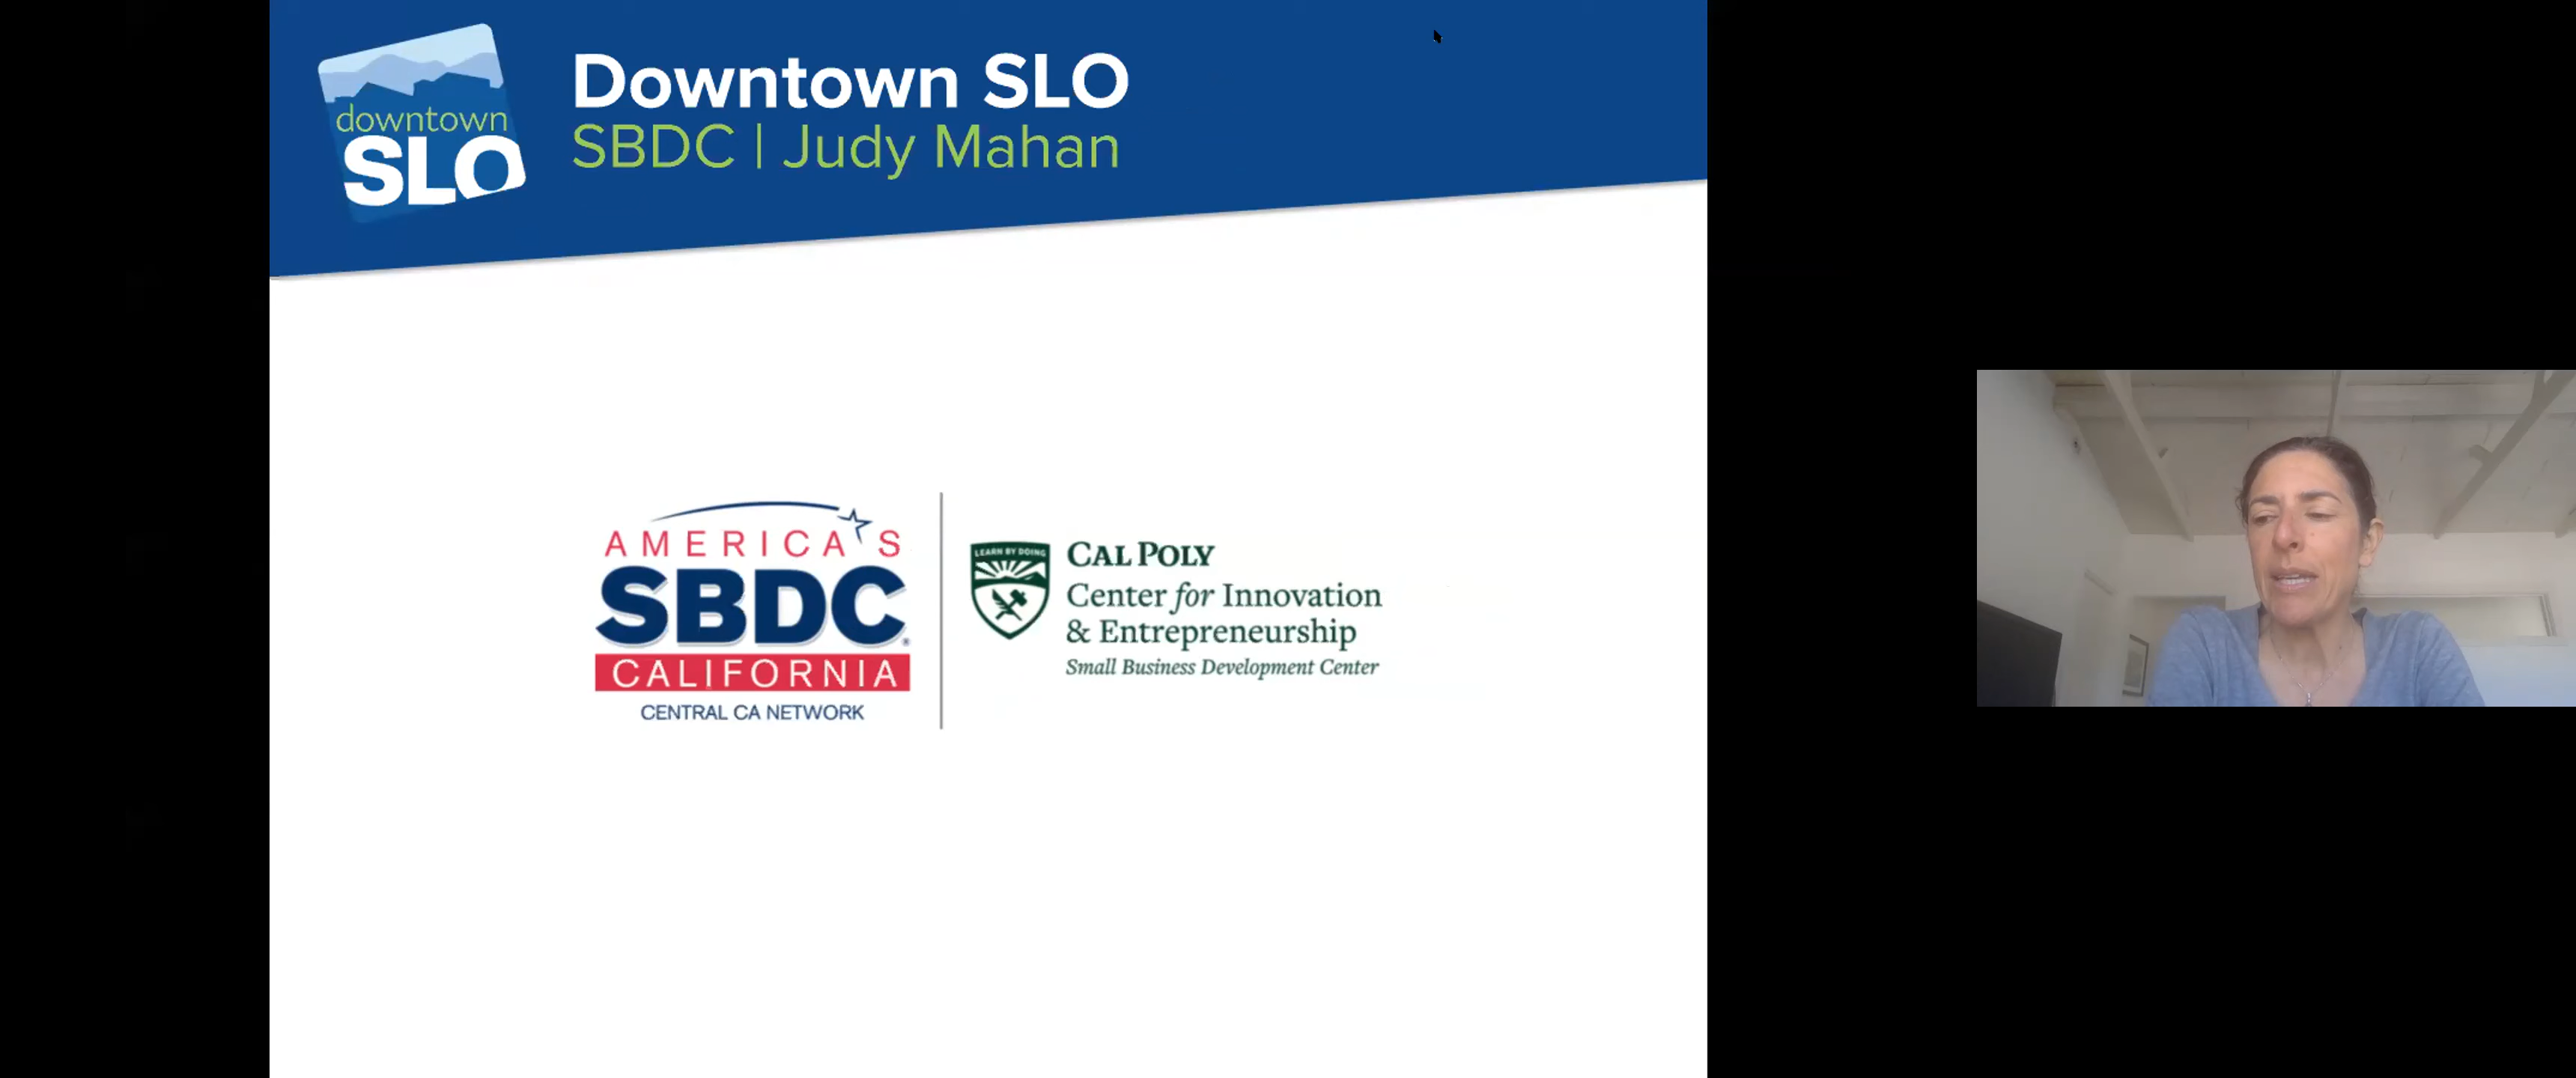 downtown
SLO
Downtown SLO
SBDC | Judy Mahan
AMERICA'S
SBDC®
CALIFORNIA
CENTRAL CA NETWORK
LEARN BY DOING
CAL POLY
Center for Innovation
& Entrepreneurship
Small Business Development Center